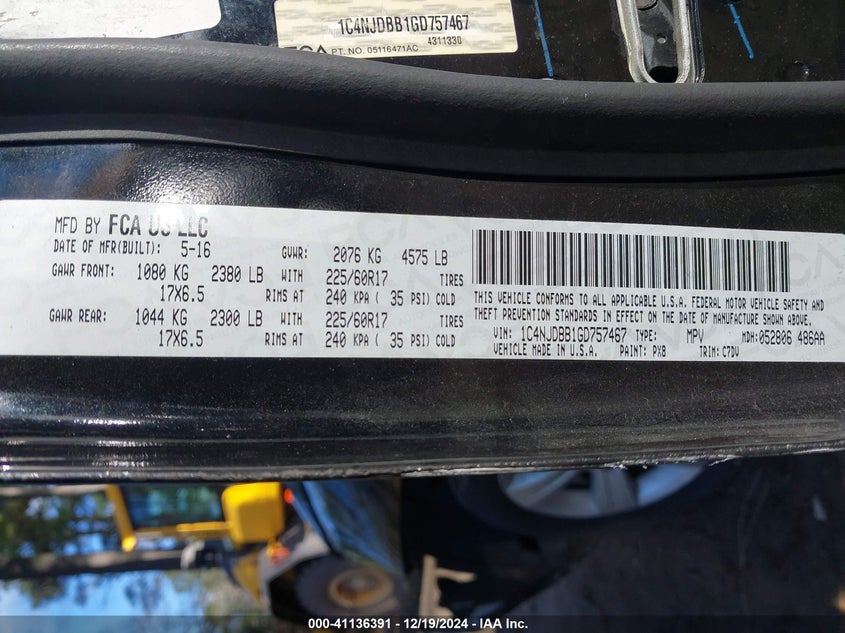 1C4NJDBB1GD757467
FCA PT. NO. 05116471AC 4311330
MFD BY FCA US LLC
DATE OF MFR(BUILT): 5-16 GVWR: 2076 KG 4575 LB
GAWR FRONT: 1080 KG 2380 LB WITH 225/60R17 TIRES
17X6.5 RIMS AT 240 KPA ( 35 PSI) COLD
GAWR REAR: 1044 KG 2300 LB WITH 225/60R17 TIRES
17X6.5 RIMS AT 240 KPA ( 35 PSI) COLD
THIS VEHICLE CONFORMS TO ALL APPLICABLE U.S.A. FEDERAL MOTOR VEHICLE SAFETY AND
THEFT PREVENTION STANDARDS IN EFFECT ON THE DATE OF MANUFACTURE SHOWN ABOVE.
VIN: 1C4NJDBB1GD757467 TYPE: MPV MDH:052806 486AA
VEHICLE MADE IN U.S.A. PAINT: PX8 TRIM: C7DV
000-41136391 - 12/19/2024 - IAA Inc.